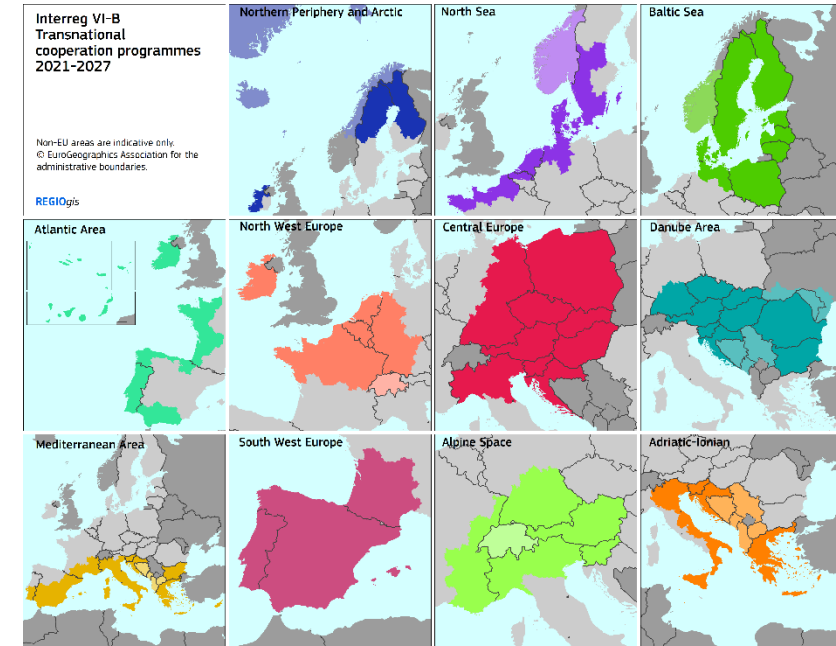 Interreg VI-B
Transnational
cooperation programmes
2021-2027
Non-EU areas are indicative only.
© EuroGeographics Association for the
administrative boundaries.
REGIOgis
Northern Periphery and Arctic
North Sea
Baltic Sea
Atlantic Area
North West Europe
Central Europe
Danube Area
Mediterranean Area
South West Europe
Alpine Space
Adriatic-Ionian